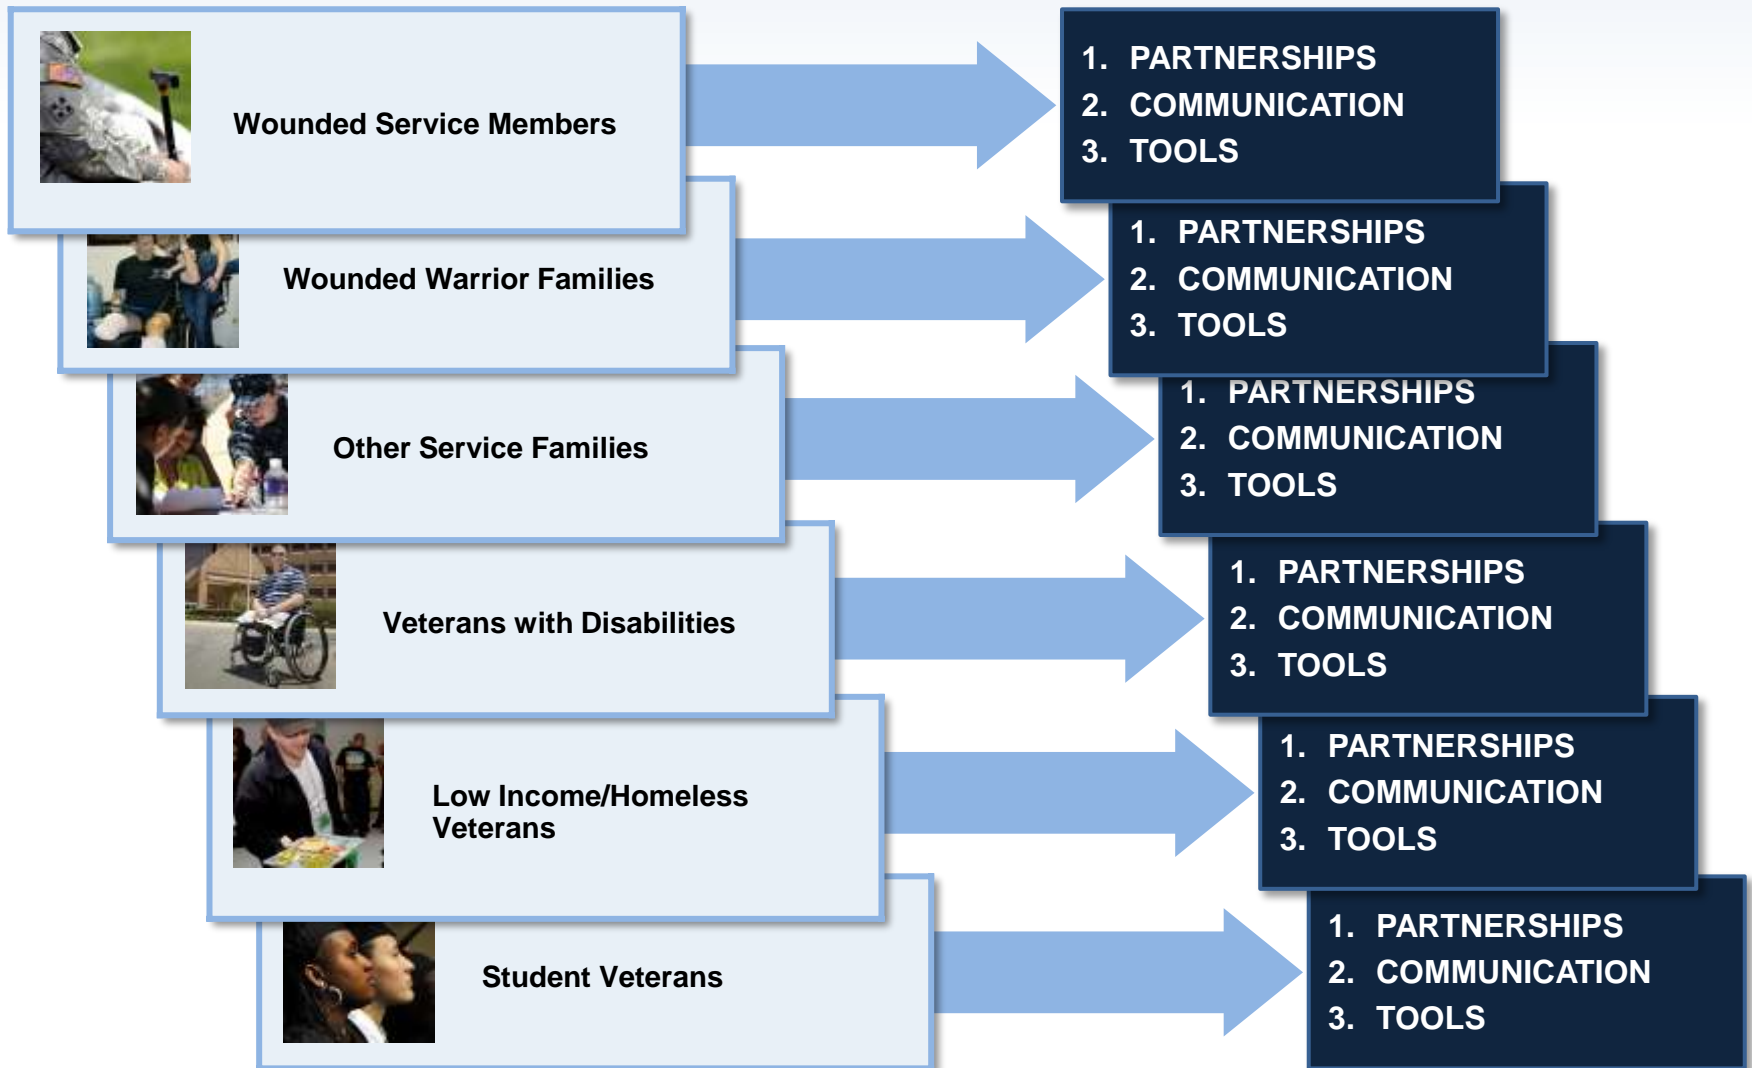 Wounded Service Members
1. PARTNERSHIPS
2. COMMUNICATION
3. TOOLS
Wounded Warrior Families
1. PARTNERSHIPS
2. COMMUNICATION
3. TOOLS
Other Service Families
1. PARTNERSHIPS
2. COMMUNICATION
3. TOOLS
Veterans with Disabilities
1. PARTNERSHIPS
2. COMMUNICATION
3. TOOLS
Low Income/Homeless
Veterans
1. PARTNERSHIPS
2. COMMUNICATION
3. TOOLS
Student Veterans
1. PARTNERSHIPS
2. COMMUNICATION
3. TOOLS